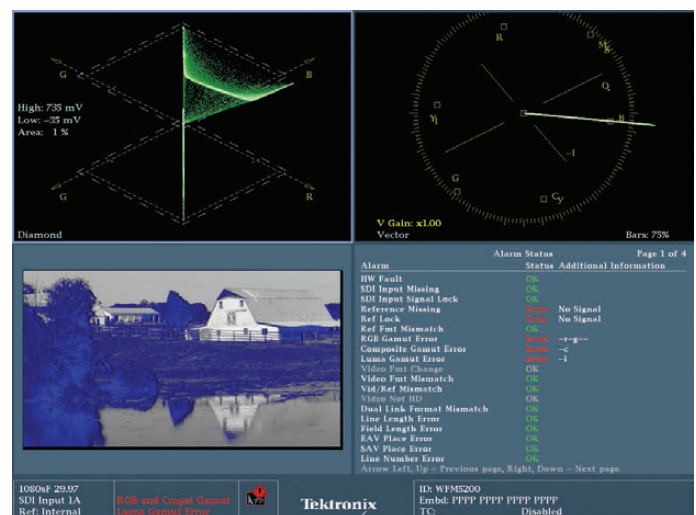 G
B
High: 735 mV
Low: -35 mV
Area: 1 %
G
R
Diamond
R
Mg
Q
Yl
B
-I
G
Cy
V Gain: x1.00
Vector
Bars: 75%
Alarm Status
Page 1 of 4
Alarm Status Additional Information
HW Fault OK
SDI Input Missing OK
SDI Input Signal Lock OK
Reference Missing Error No Signal
Ref Lock Error No Signal
Ref Fmt Mismatch OK
RGB Gamut Error Error -r-g--
Composite Gamut Error Error -c
Luma Gamut Error Error -l
Video Fmt Change OK
Video Fmt Mismatch OK
Vid/Ref Mismatch OK
Video Not HD OK
Dual Link Format Mismatch OK
Line Length Error OK
Field Length Error OK
EAV Place Error OK
SAV Place Error OK
Line Number Error OK
Arrow Left, Up - Previous page, Right, Down - Next page.
1080sF 29.97
SDI Input 1A
Ref: Internal
RGB and Cmpst Gamut
Luma Gamut Error
Tektronix
ID: WFM5200
Embd: PPPP PPPP PPPP PPPP
TC: Disabled